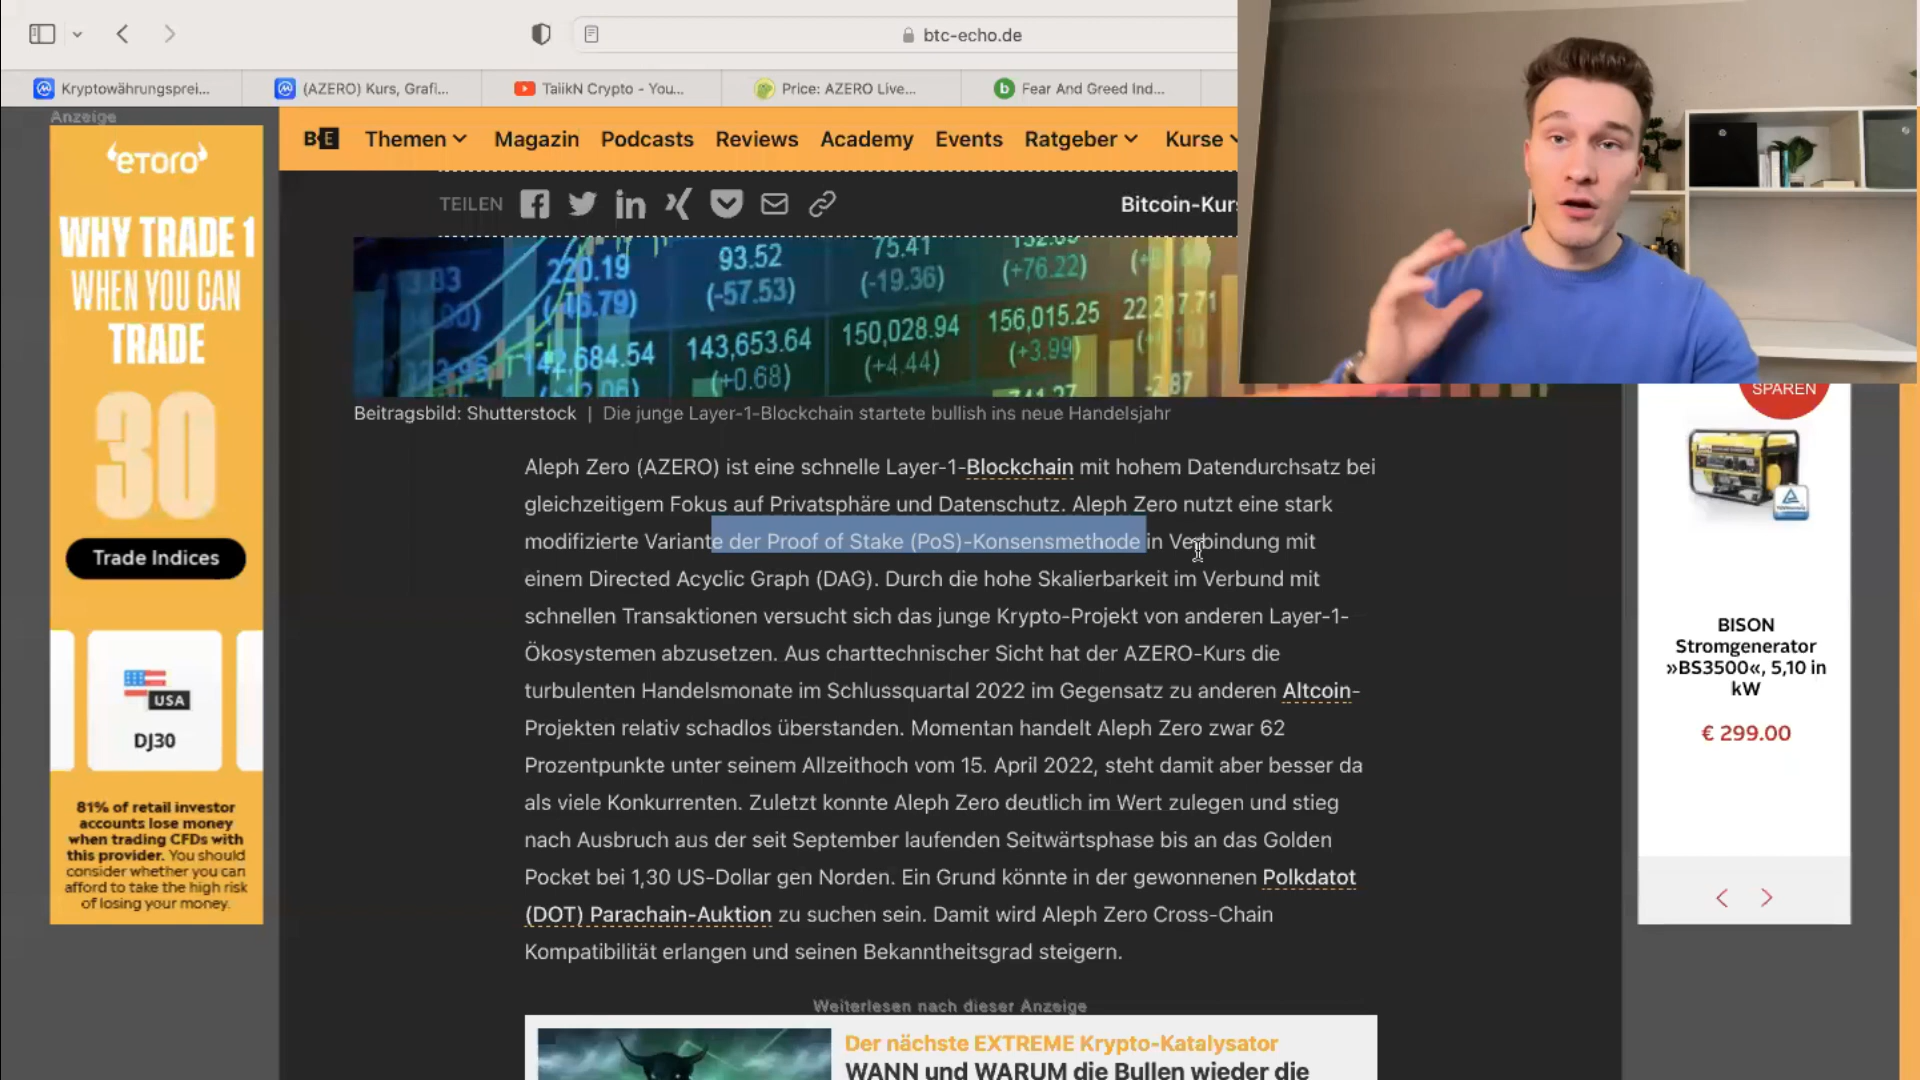 btc-echo.de
Kryptowährungsprei...
(AZERO) Kurs, Grafi...
TaiikN Crypto - You...
Price: AZERO Live...
Fear And Greed Ind...
Anzeige
eToro
WHY TRADE 1
WHEN YOU CAN
TRADE
30
Trade Indices
USA
DJ30
81% of retail investor
accounts lose money
when trading CFDs with
this provider. You should
consider whether you can
afford to take the high risk
of losing your money.
B•E Themen Magazin Podcasts Reviews Academy Events Ratgeber Kurse
TEILEN
Bitcoin-Kurs
220.19 93.52 75.41
(-57.53) (-19.36) (+76.22)
142,684.54 143,653.64 150,028.94 156,015.25
(+0.68) (+4.44) (+3.99)
Beitragsbild: Shutterstock | Die junge Layer-1-Blockchain startete bullish ins neue Handelsjahr
Aleph Zero (AZERO) ist eine schnelle Layer-1-Blockchain mit hohem Datendurchsatz bei
gleichzeitigem Fokus auf Privatsphäre und Datenschutz. Aleph Zero nutzt eine stark
modifizierte Variante der Proof of Stake (PoS)-Konsensmethode in Verbindung mit
einem Directed Acyclic Graph (DAG). Durch die hohe Skalierbarkeit im Verbund mit
schnellen Transaktionen versucht sich das junge Krypto-Projekt von anderen Layer-1-
Ökosystemen abzusetzen. Aus charttechnischer Sicht hat der AZERO-Kurs die
turbulenten Handelsmonate im Schlussquartal 2022 im Gegensatz zu anderen Altcoin-
Projekten relativ schadlos überstanden. Momentan handelt Aleph Zero zwar 62
Prozentpunkte unter seinem Allzeithoch vom 15. April 2022, steht damit aber besser da
als viele Konkurrenten. Zuletzt konnte Aleph Zero deutlich im Wert zulegen und stieg
nach Ausbruch aus der seit September laufenden Seitwärtsphase bis an das Golden
Pocket bei 1,30 US-Dollar gen Norden. Ein Grund könnte in der gewonnenen Polkdatot
(DOT) Parachain-Auktion zu suchen sein. Damit wird Aleph Zero Cross-Chain
Kompatibilität erlangen und seinen Bekanntheitsgrad steigern.
Weiterlesen nach dieser Anzeige
Der nächste EXTREME Krypto-Katalysator
WANN und WARUM die Bullen wieder die
SPAREN
BISON
Stromgenerator
»BS3500«, 5,10 in
kW
€ 299.00